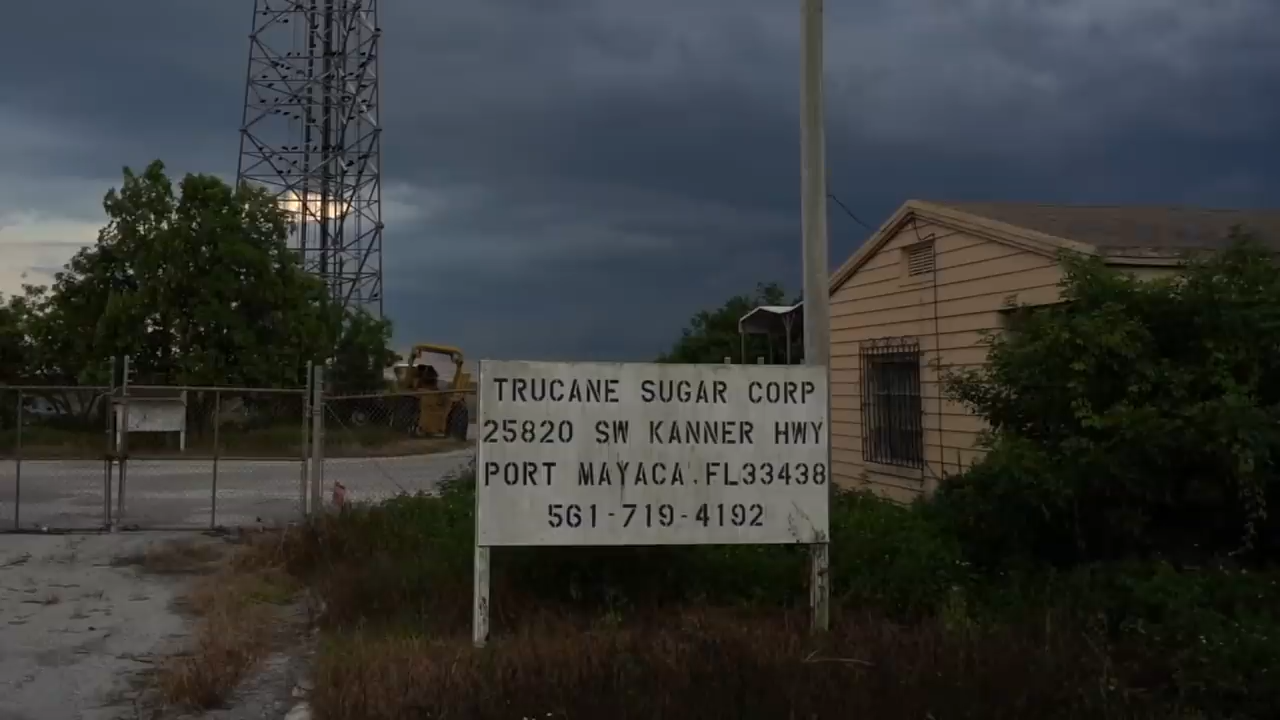 TRUCANE SUGAR CORP
25820 SW KANNER HWY
PORT MAYACA.FL33438
561-719-4192